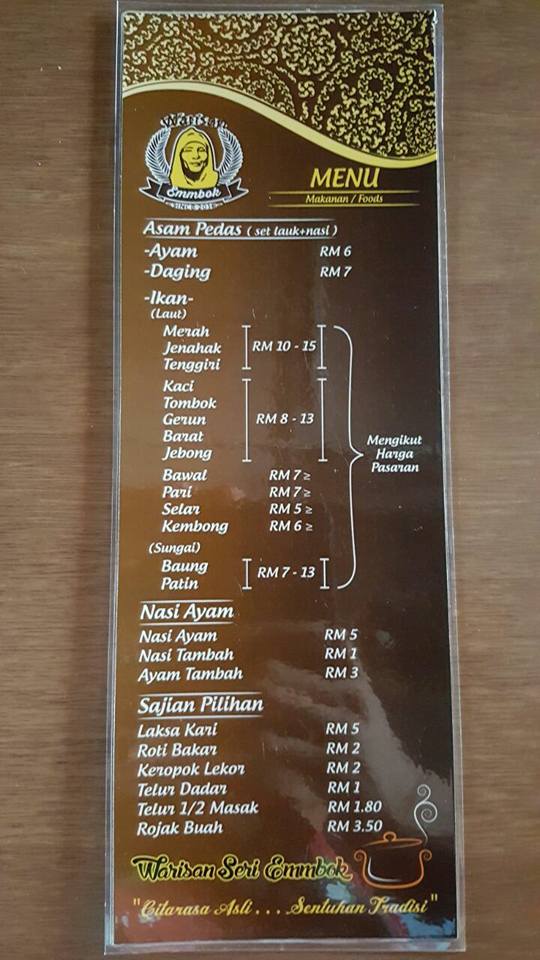 Warisan
Emmbok
SINCE 2016
MENU
Makanan / Foods
Asam Pedas ( set lauk+nasi )
-Ayam RM 6
-Daging RM 7
-Ikan-
(Laut)
Merah
Jenahak RM 10 - 15
Tenggiri
Kaci
Tombok
Gerun RM 8 - 13
Barat
Jebong
Mengikut
Harga
Pasaran
Bawal RM 7 ≥
Pari RM 7 ≥
Selar RM 5 ≥
Kembong RM 6 ≥
(Sungai)
Baung
Patin RM 7 - 13
Nasi Ayam
Nasi Ayam RM 5
Nasi Tambah RM 1
Ayam Tambah RM 3
Sajian Pilihan
Laksa Kari RM 5
Roti Bakar RM 2
Keropok Lekor RM 2
Telur Dadar RM 1
Telur 1/2 Masak RM 1.80
Rojak Buah RM 3.50
Warisan Seri Emmbok
"Citarasa Asli . . . . Sentuhan Tradisi"